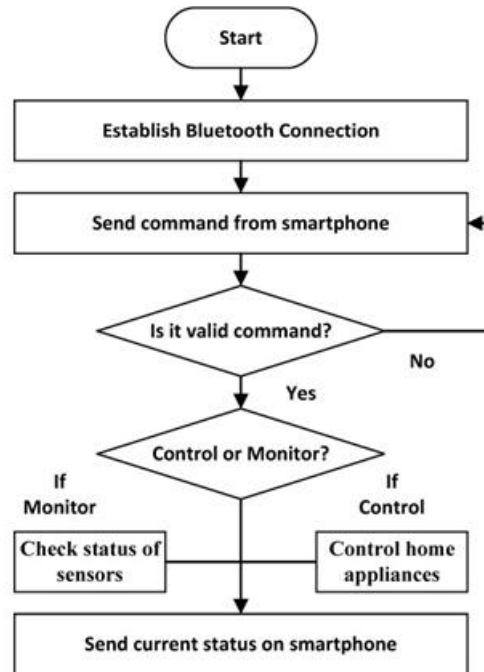 Start
Establish Bluetooth Connection
Send command from smartphone
Is it valid command?
No
Yes
Control or Monitor?
If
Monitor
If
Control
Check status of
sensors
Control home
appliances
Send current status on smartphone